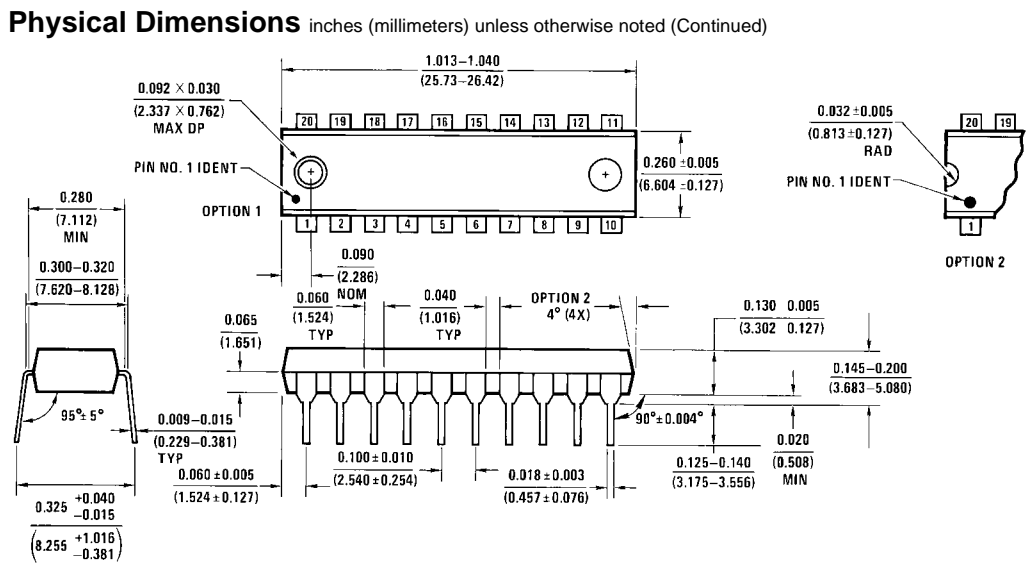 Physical Dimensions inches (millimeters) unless otherwise noted (Continued)
1.013–1.040
(25.73–26.42)
0.092 × 0.030
(2.337 × 0.762)
MAX DP
20 19 18 17 16 15 14 13 12 11
PIN NO. 1 IDENT
OPTION 1
1 2 3 4 5 6 7 8 9 10
0.260 ±0.005
(6.604 ±0.127)
0.032 ±0.005
(0.813 ±0.127)
RAD
20 19
PIN NO. 1 IDENT
1
OPTION 2
0.280
(7.112)
MIN
0.300–0.320
(7.620–8.128)
0.090
(2.286)
NOM
0.060
(1.524)
TYP
0.040
(1.016)
TYP
OPTION 2
4° (4X)
0.065
(1.651)
0.130 0.005
(3.302 0.127)
0.145–0.200
(3.683–5.080)
95° ± 5°
0.009–0.015
(0.229–0.381)
TYP
90° ±0.004°
0.020
(0.508)
MIN
0.125–0.140
(3.175–3.556)
0.100 ±0.010
(2.540 ±0.254)
0.018 ±0.003
(0.457 ±0.076)
0.060 ±0.005
(1.524 ±0.127)
0.325 +0.040 –0.015
(8.255 +1.016 –0.381)